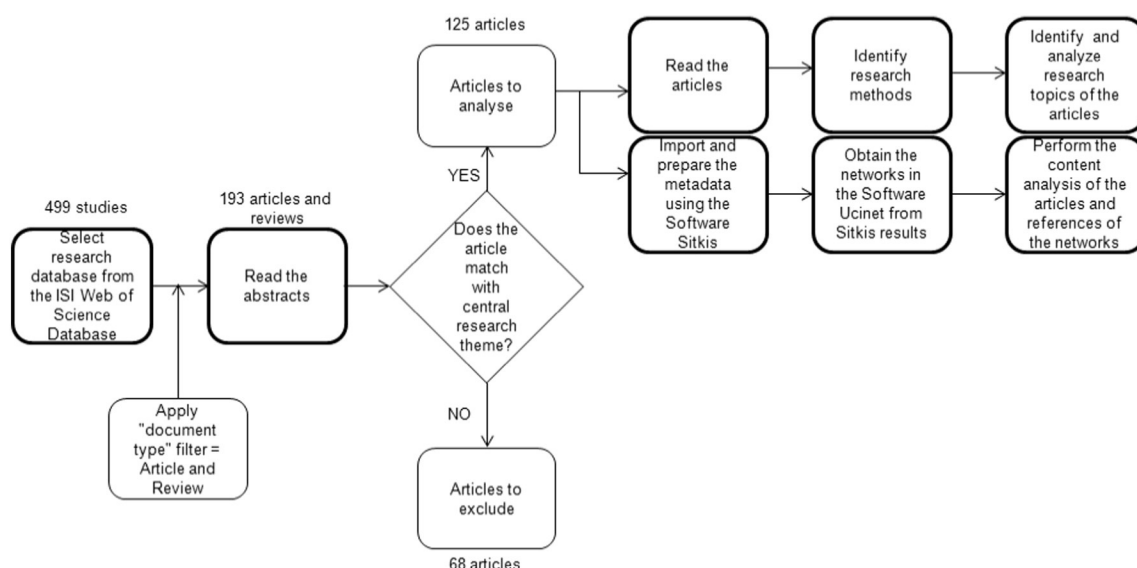 499 studies
Select
research
database from
the ISI Web of
Science
Database
Apply
"document
type" filter =
Article and
Review
193 articles and
reviews
Read the
abstracts
Does the
article
match
with
central
research
theme?
YES
125 articles
Articles to
analyse
NO
Articles to
exclude
68 articles
Read the
articles
Identify
research
methods
Identify and
analyze
research
topics of the
articles
Import and
prepare the
metadata
using the
Software
Sitkis
Obtain the
networks in
the Software
Ucinet from
Sitkis results
Perform the
content
analysis of
the articles
and
references of
the networks